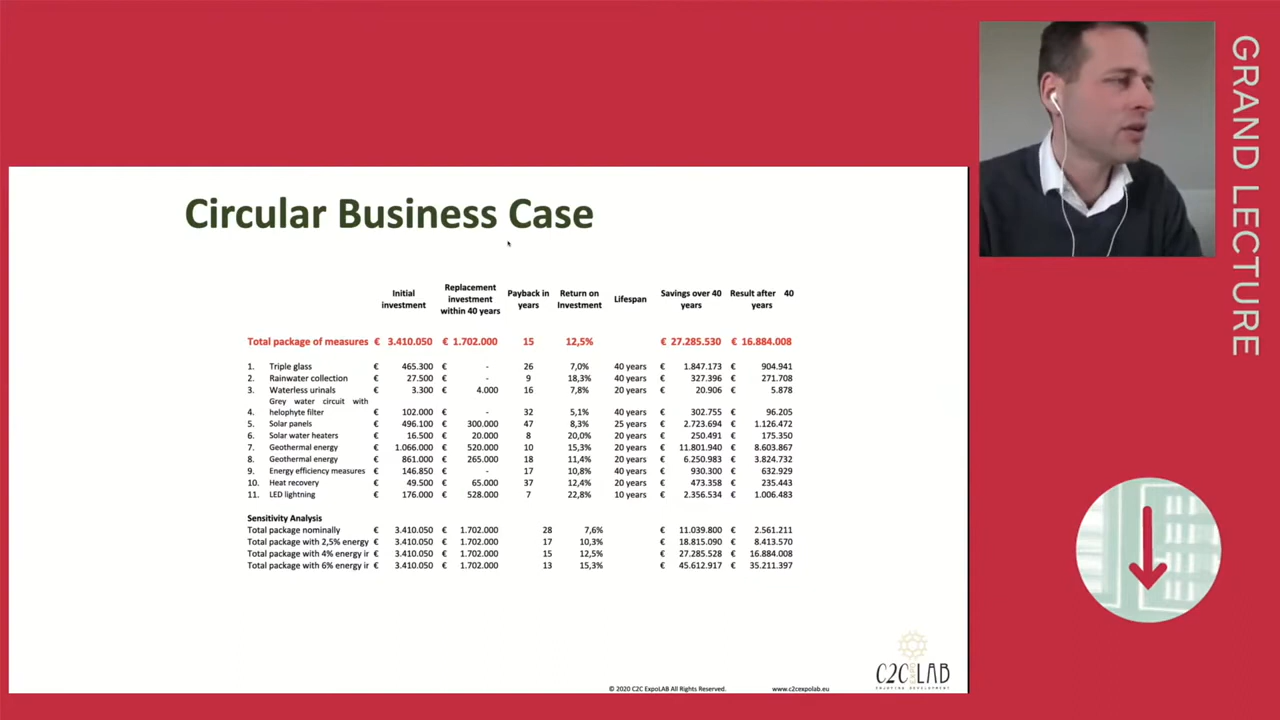 GRAND LECTURE
Circular Business Case
Initial investment Replacement investment within 40 years Payback in years Return on Investment Lifespan Savings over 40 years Result after 40 years
Total package of measures € 3.410.050 € 1.702.000 15 12,5% € 27.285.530 € 16.884.008
1. Triple glass € 465.300 € - 26 7,0% 40 years € 1.847.173 € 904.941
2. Rainwater collection € 27.500 € - 9 18,3% 40 years € 327.396 € 271.708
3. Waterless urinals € 3.300 € 4.000 16 7,8% 20 years € 20.906 € 5.878
4. Grey water circuit with helophyte filter € 102.000 € - 32 5,1% 40 years € 302.755 € 96.205
5. Solar panels € 496.100 € 300.000 47 8,3% 25 years € 2.723.694 € 1.126.472
6. Solar water heaters € 16.500 € 20.000 8 20,0% 20 years € 250.491 € 175.350
7. Geothermal energy € 1.066.000 € 520.000 10 15,3% 20 years € 11.801.940 € 8.603.867
8. Geothermal energy € 861.000 € 265.000 18 11,4% 20 years € 6.250.983 € 3.824.732
9. Energy efficiency measures € 146.850 € - 17 10,8% 40 years € 930.300 € 632.929
10. Heat recovery € 49.500 € 65.000 37 12,4% 20 years € 473.358 € 235.443
11. LED lightning € 176.000 € 528.000 7 22,8% 10 years € 2.356.534 € 1.006.483
Sensitivity Analysis
Total package nominally € 3.410.050 € 1.702.000 28 7,6% € 11.039.800 € 2.561.211
Total package with 2,5% energy € 3.410.050 € 1.702.000 17 10,3% € 18.815.090 € 8.413.570
Total package with 4% energy ir € 3.410.050 € 1.702.000 15 12,5% € 27.285.528 € 16.884.008
Total package with 6% energy ir € 3.410.050 € 1.702.000 13 15,3% € 45.612.917 € 35.211.397
C2C EXPO LAB
ENJOYING DEVELOPMENT
© 2020 C2C ExpoLAB All Rights Reserved. www.c2cexpolab.eu